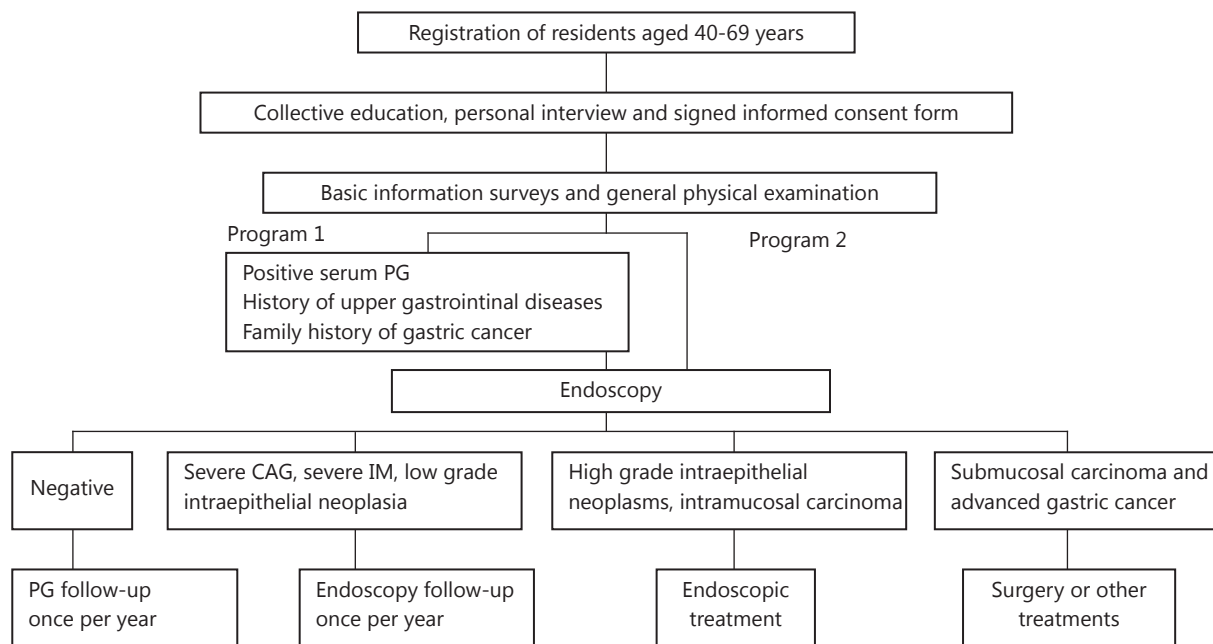 Registration of residents aged 40-69 years
Collective education, personal interview and signed informed consent form
Basic information surveys and general physical examination
Program 1
Program 2
Positive serum PG
History of upper gastrointinal diseases
Family history of gastric cancer
Endoscopy
Negative
Severe CAG, severe IM, low grade
intraepithelial neoplasia
High grade intraepithelial
neoplasms, intramucosal carcinoma
Submucosal carcinoma and
advanced gastric cancer
PG follow-up
once per year
Endoscopy follow-up
once per year
Endoscopic
treatment
Surgery or other
treatments